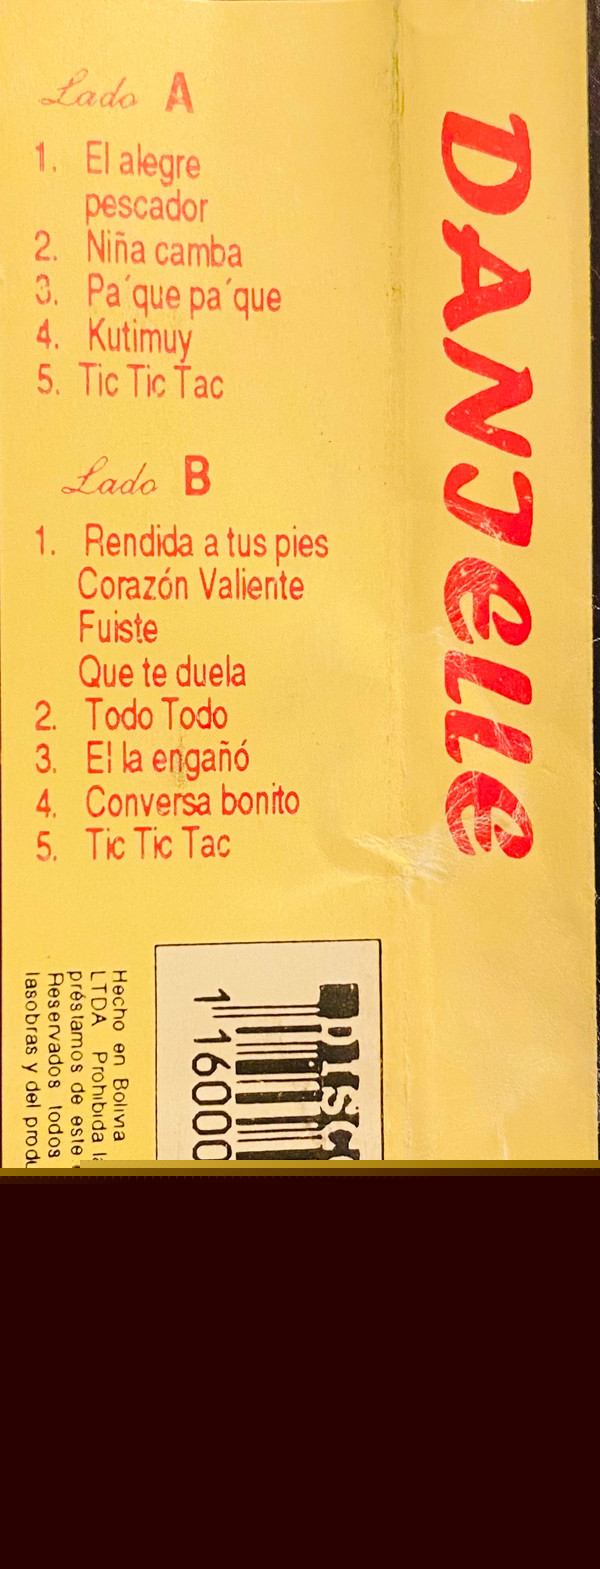 Lado A
1. El alegre
pescador
2. Niña camba
3. Pa´que pa´que
4. Kutimuy
5. Tic Tic Tac
Lado B
1. Rendida a tus pies
Corazón Valiente
Fuiste
Que te duela
2. Todo Todo
3. El la engañó
4. Conversa bonito
5. Tic Tic Tac
DANJelle
Hecho en Bolivia
LTDA. Prohibida
préstamos de este
Reservados todos
lasobras y del
1 16000